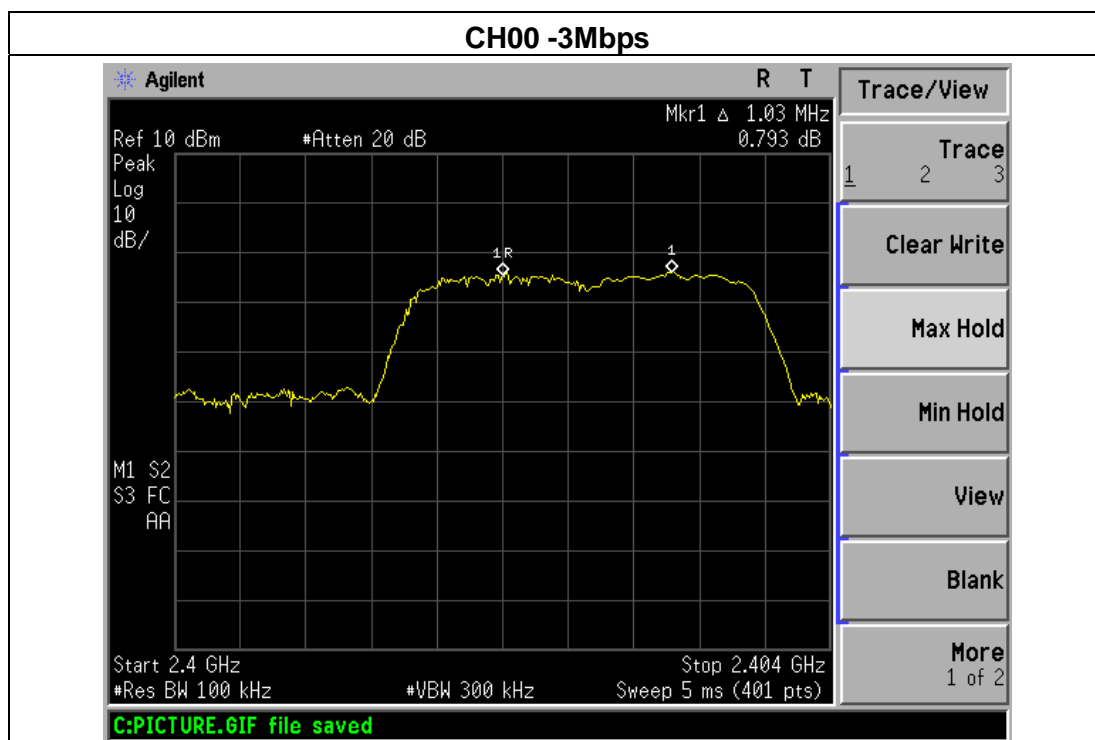 CH00 -3Mbps
Agilent
R T
Trace/View
Mkr1 Δ 1.03 MHz
Ref 10 dBm #Atten 20 dB 0.793 dB
Peak
Log
10
dB/
1R
1
M1 S2
S3 FC
AA
Start 2.4 GHz Stop 2.404 GHz
#Res BW 100 kHz #VBW 300 kHz Sweep 5 ms (401 pts)
C:PICTURE.GIF file saved
Trace
1 2 3
Clear Write
Max Hold
Min Hold
View
Blank
More
1 of 2